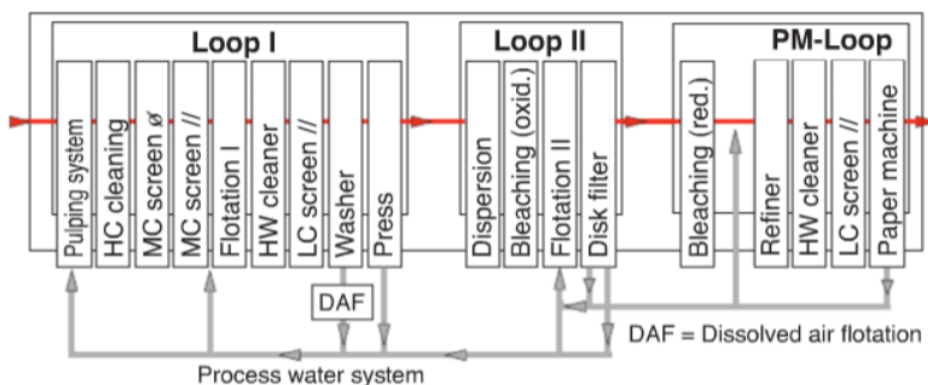 Loop I
Loop II
PM-Loop
Pulping system
HC cleaning
MC screen ø
MC screen //
Flotation I
HW cleaner
LC screen //
Washer
Press
Dispersion
Bleaching (oxid.)
Flotation II
Disk filter
Bleaching (red.)
Refiner
HW cleaner
LC screen //
Paper machine
DAF
DAF = Dissolved air flotation
Process water system